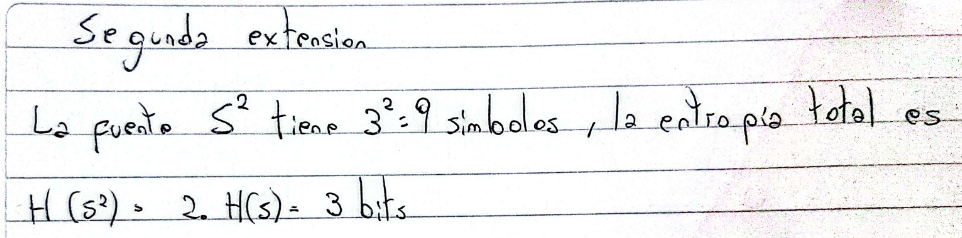 Segunda extension
La fuente S² tiene 3²=9 simbolos, la entropía total es
H(S²) = 2. H(S) = 3 bits